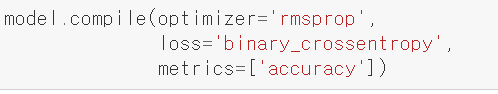 model.compile(optimizer='rmsprop',
              loss='binary_crossentropy',
              metrics=['accuracy'])